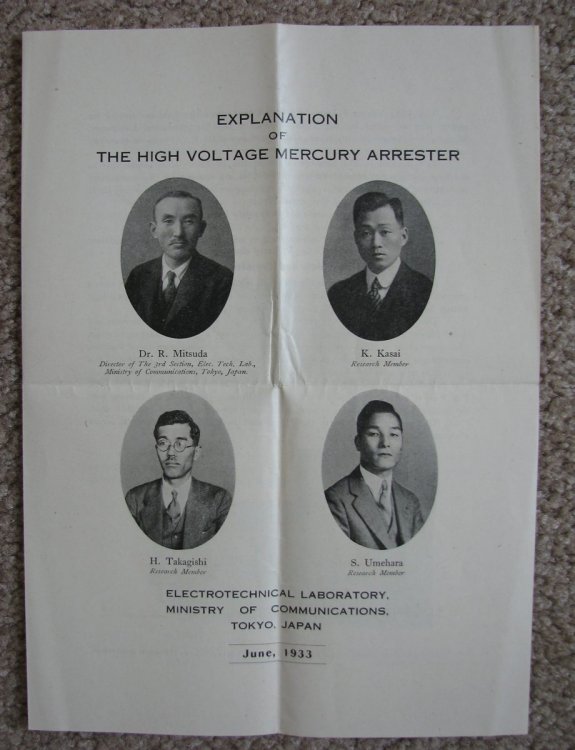 EXPLANATION
OF
THE HIGH VOLTAGE MERCURY ARRESTER
Dr. R. Mitsuda
Director of The 3rd Section, Elec. Tech. Lab.,
Ministry of Communications, Tokyo, Japan.
K. Kasai
Research Member
H. Takagishi
Research Member
S. Umehara
Research Member
ELECTROTECHNICAL LABORATORY,
MINISTRY OF COMMUNICATIONS,
TOKYO, JAPAN
June, 1933